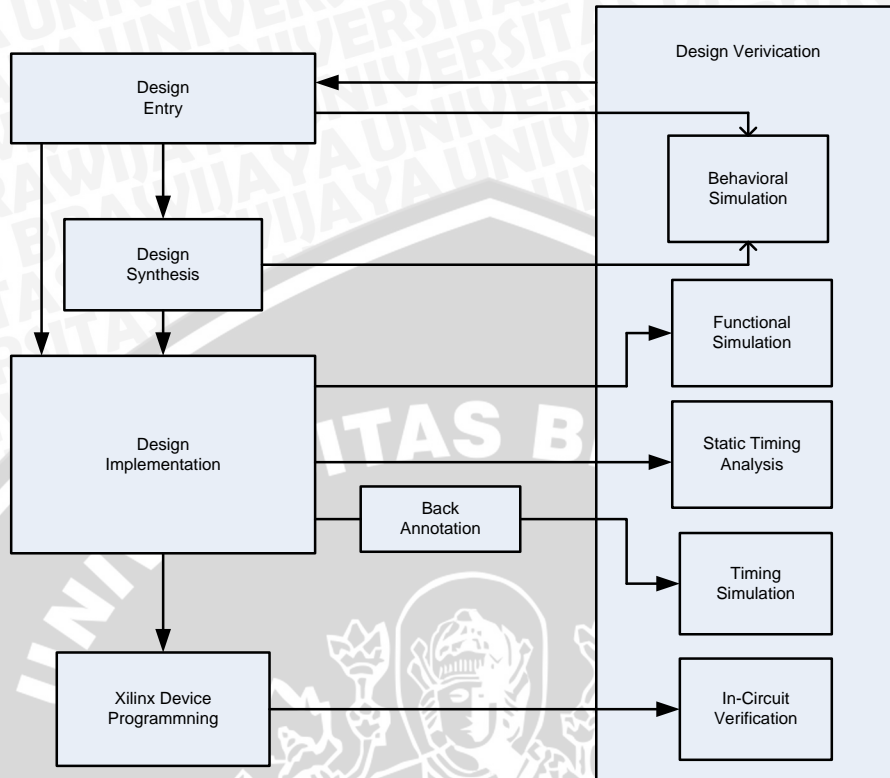 Design
Entry
Design Verivication
Behavioral
Simulation
Design
Synthesis
Functional
Simulation
Design
Implementation
Static Timing
Analysis
Back
Annotation
Timing
Simulation
Xilinx Device
Programmning
In-Circuit
Verification